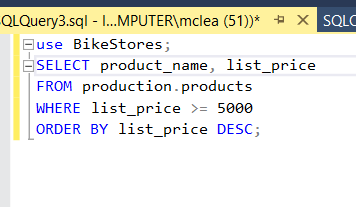 SQLQuery3.sql - I...MPUTER\mclea (51))*
SQLQ
use BikeStores;
SELECT product_name, list_price
FROM production.products
WHERE list_price >= 5000
ORDER BY list_price DESC;